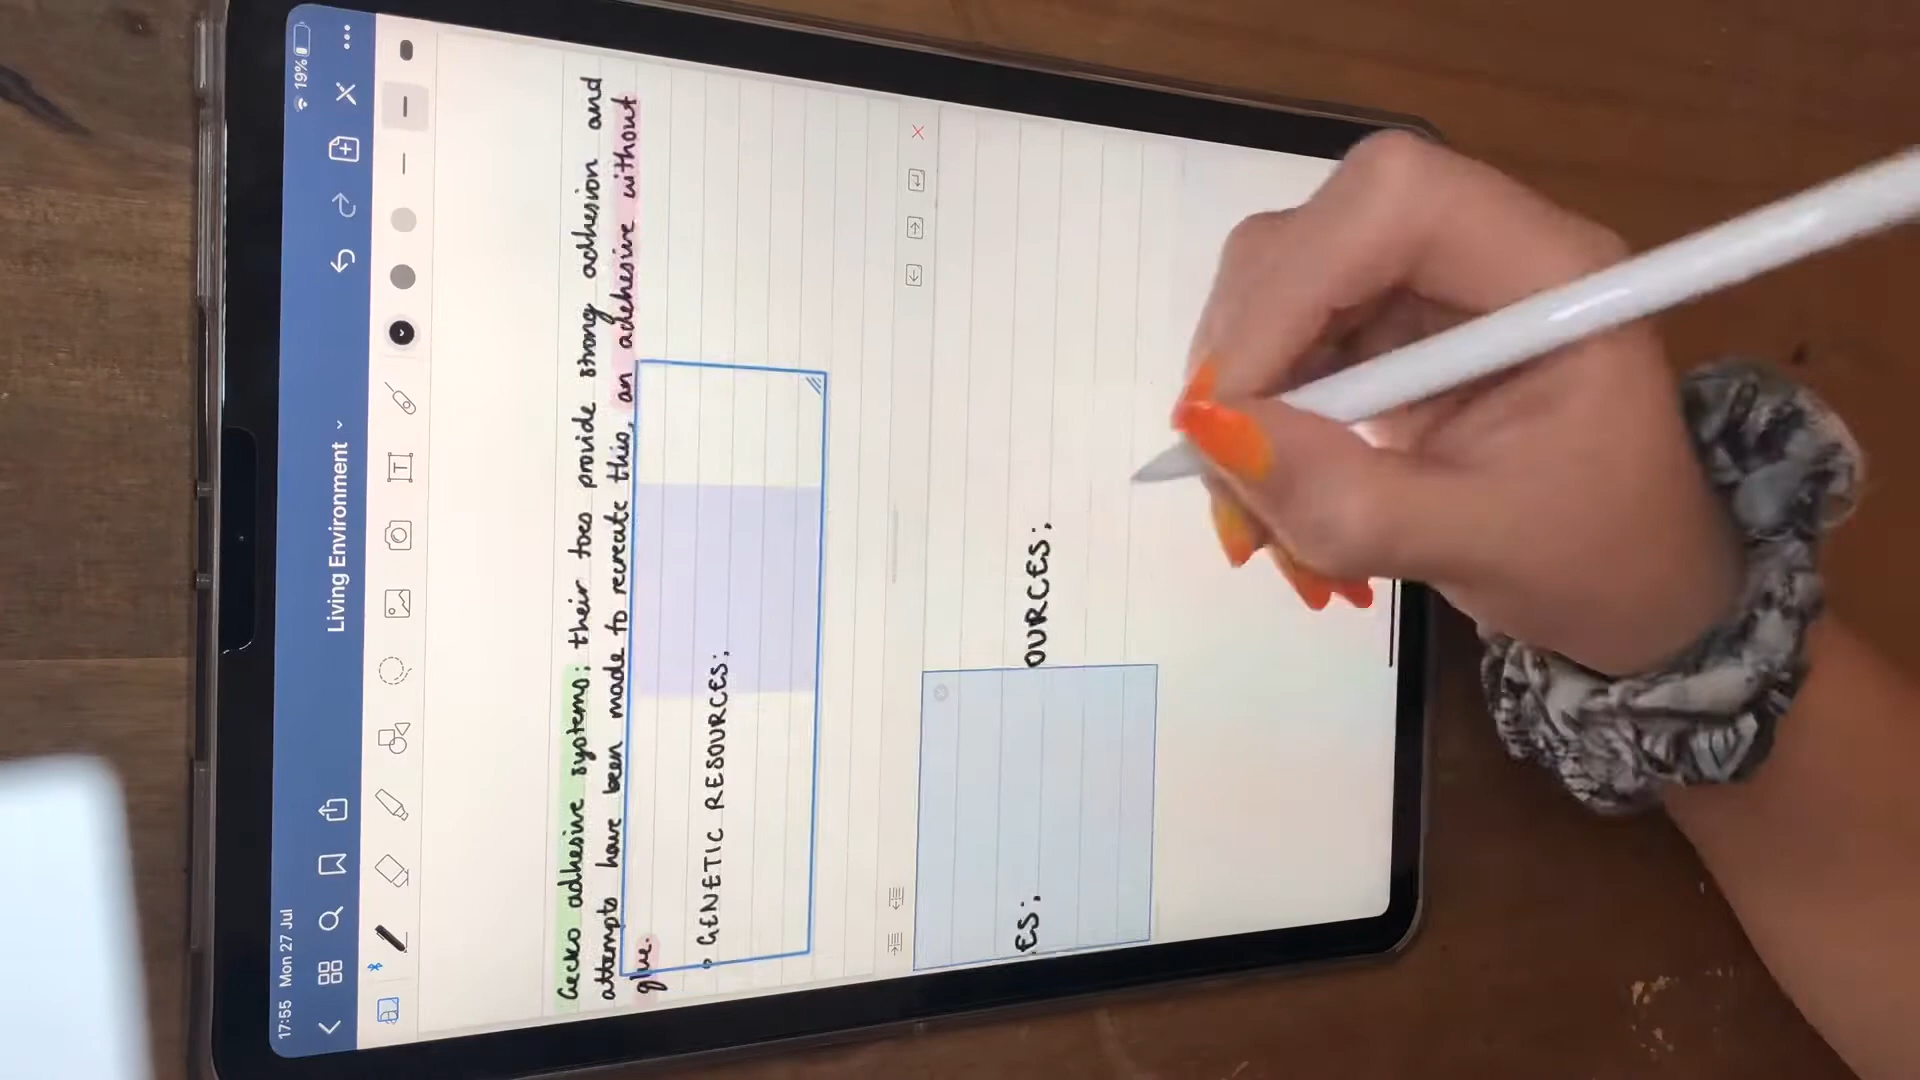 17:55 Mon 27 Jul
19%
Living Environment
Gecko adhesive systems; their toes provide strong adhesion and
attempts have been made to recreate this, an adhesive without
glue.
GENETIC RESOURCES;
ES;
OURCES;